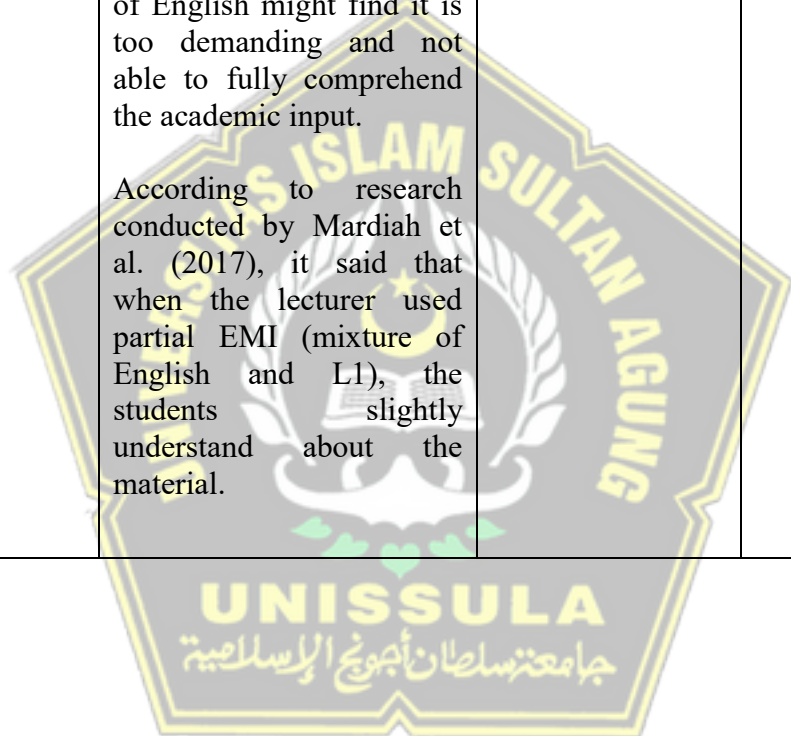 of English might find it is
too demanding and not
able to fully comprehend
the academic input.
According to research
conducted by Mardiah et
al. (2017), it said that
when the lecturer used
partial EMI (mixture of
English and L1), the
students slightly
understand about the
material.
UNIVERSITAS ISLAM SULTAN AGUNG
UNISSULA
جامعة سلطان أجونج الإسلامية